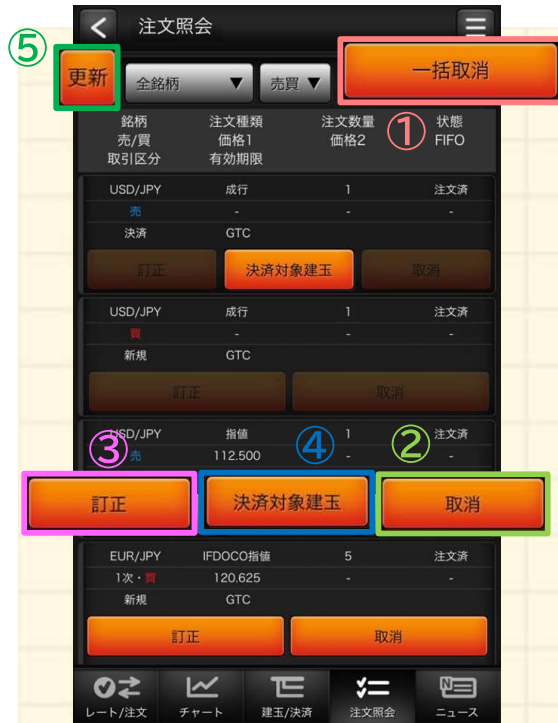 注文照会
⑤
更新
全銘柄 ▼
売買 ▼
一括取消
①
銘柄 注文種類 注文数量 状態
売/買 価格1 価格2 FIFO
取引区分 有効期限
USD/JPY 成行 1 注文済
売 - - -
決済 GTC
訂正 決済対象建玉 取消
USD/JPY 成行 1 注文済
買 - - -
新規 GTC
訂正 取消
③ ④ ②
USD/JPY 指値 1 注文済
売 112.500 - -
訂正 決済対象建玉 取消
EUR/JPY IFDOCO指値 5 注文済
1次・買 120.625 - -
新規 GTC
訂正 取消
レート/注文 チャート 建玉/決済 注文照会 ニュース